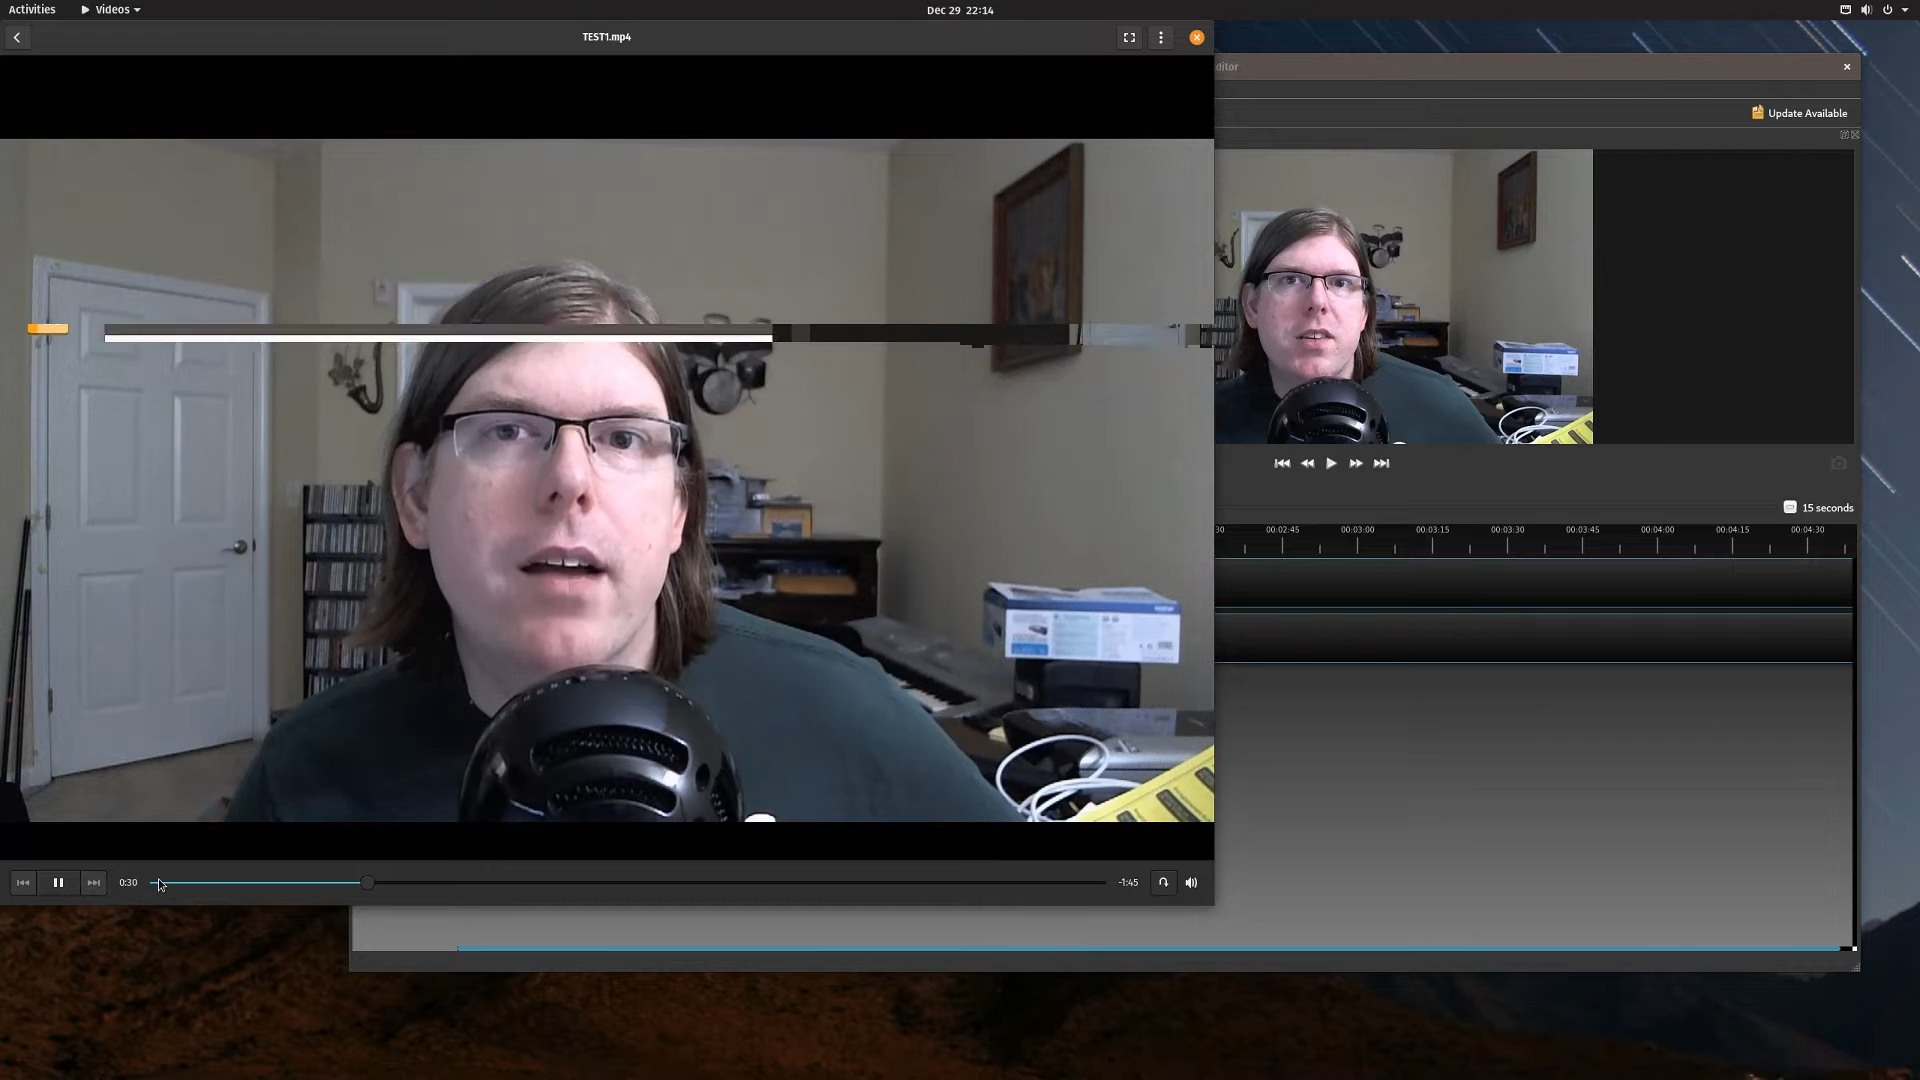 Activities
Videos
Dec 29 22:14
TEST1.mp4
ditor
Update Available
15 seconds
30
00:02:45
00:03:00
00:03:15
00:03:30
00:03:45
00:04:00
00:04:15
00:04:30
0:30
-1:45